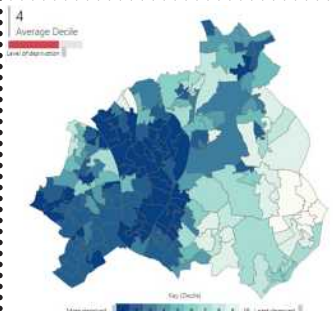 4
Average Decile
Level of deprivation
Key (Decile)
Most deprived
10 Least deprived